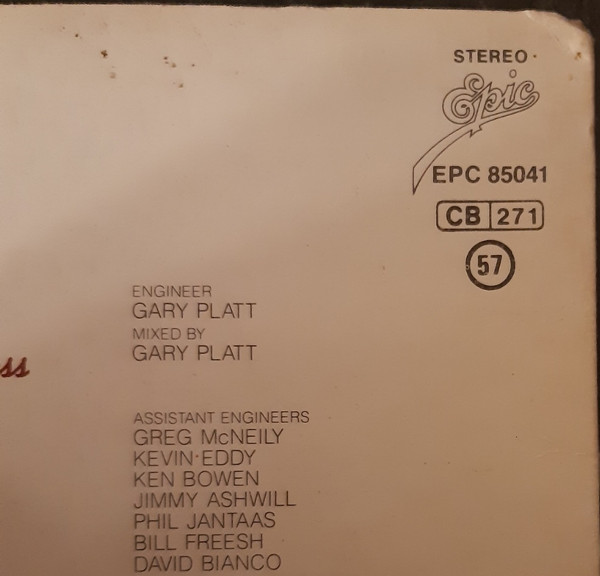 STEREO
Epic
EPC 85041
CB 271
57
ENGINEER
GARY PLATT
MIXED BY
GARY PLATT
ss
ASSISTANT ENGINEERS
GREG McNEILY
KEVIN EDDY
KEN BOWEN
JIMMY ASHWILL
PHIL JANTAAS
BILL FREESH
DAVID BIANCO